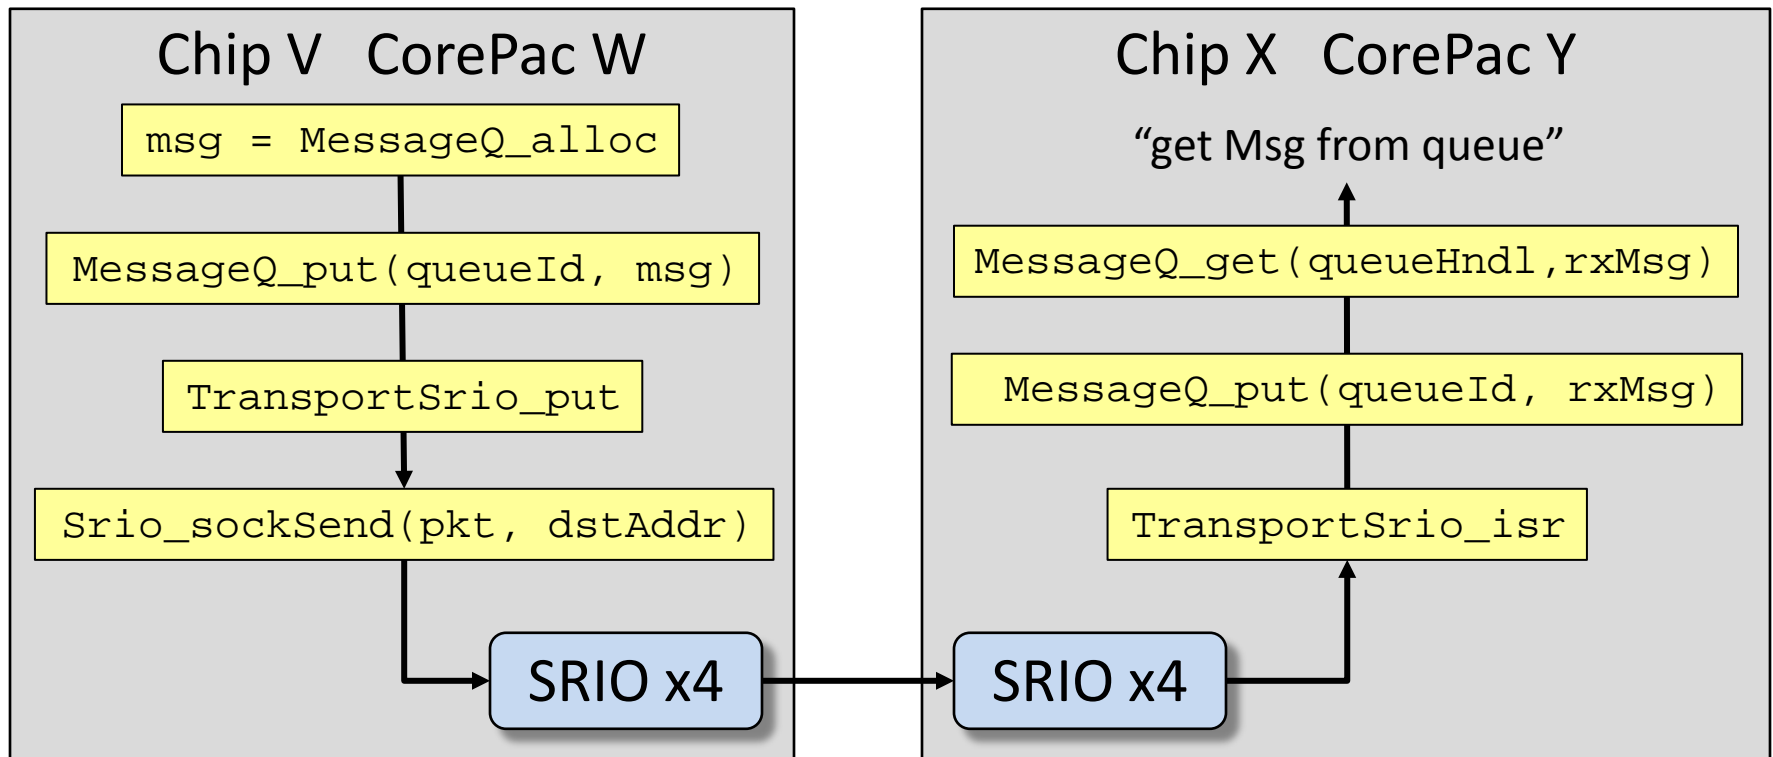 Chip V CorePac W
msg = MessageQ_alloc
MessageQ_put(queueId, msg)
TransportSrio_put
Srio_sockSend(pkt, dstAddr)
SRIO x4
Chip X CorePac Y
“get Msg from queue”
MessageQ_get(queueHndl,rxMsg)
MessageQ_put(queueId, rxMsg)
TransportSrio_isr
SRIO x4